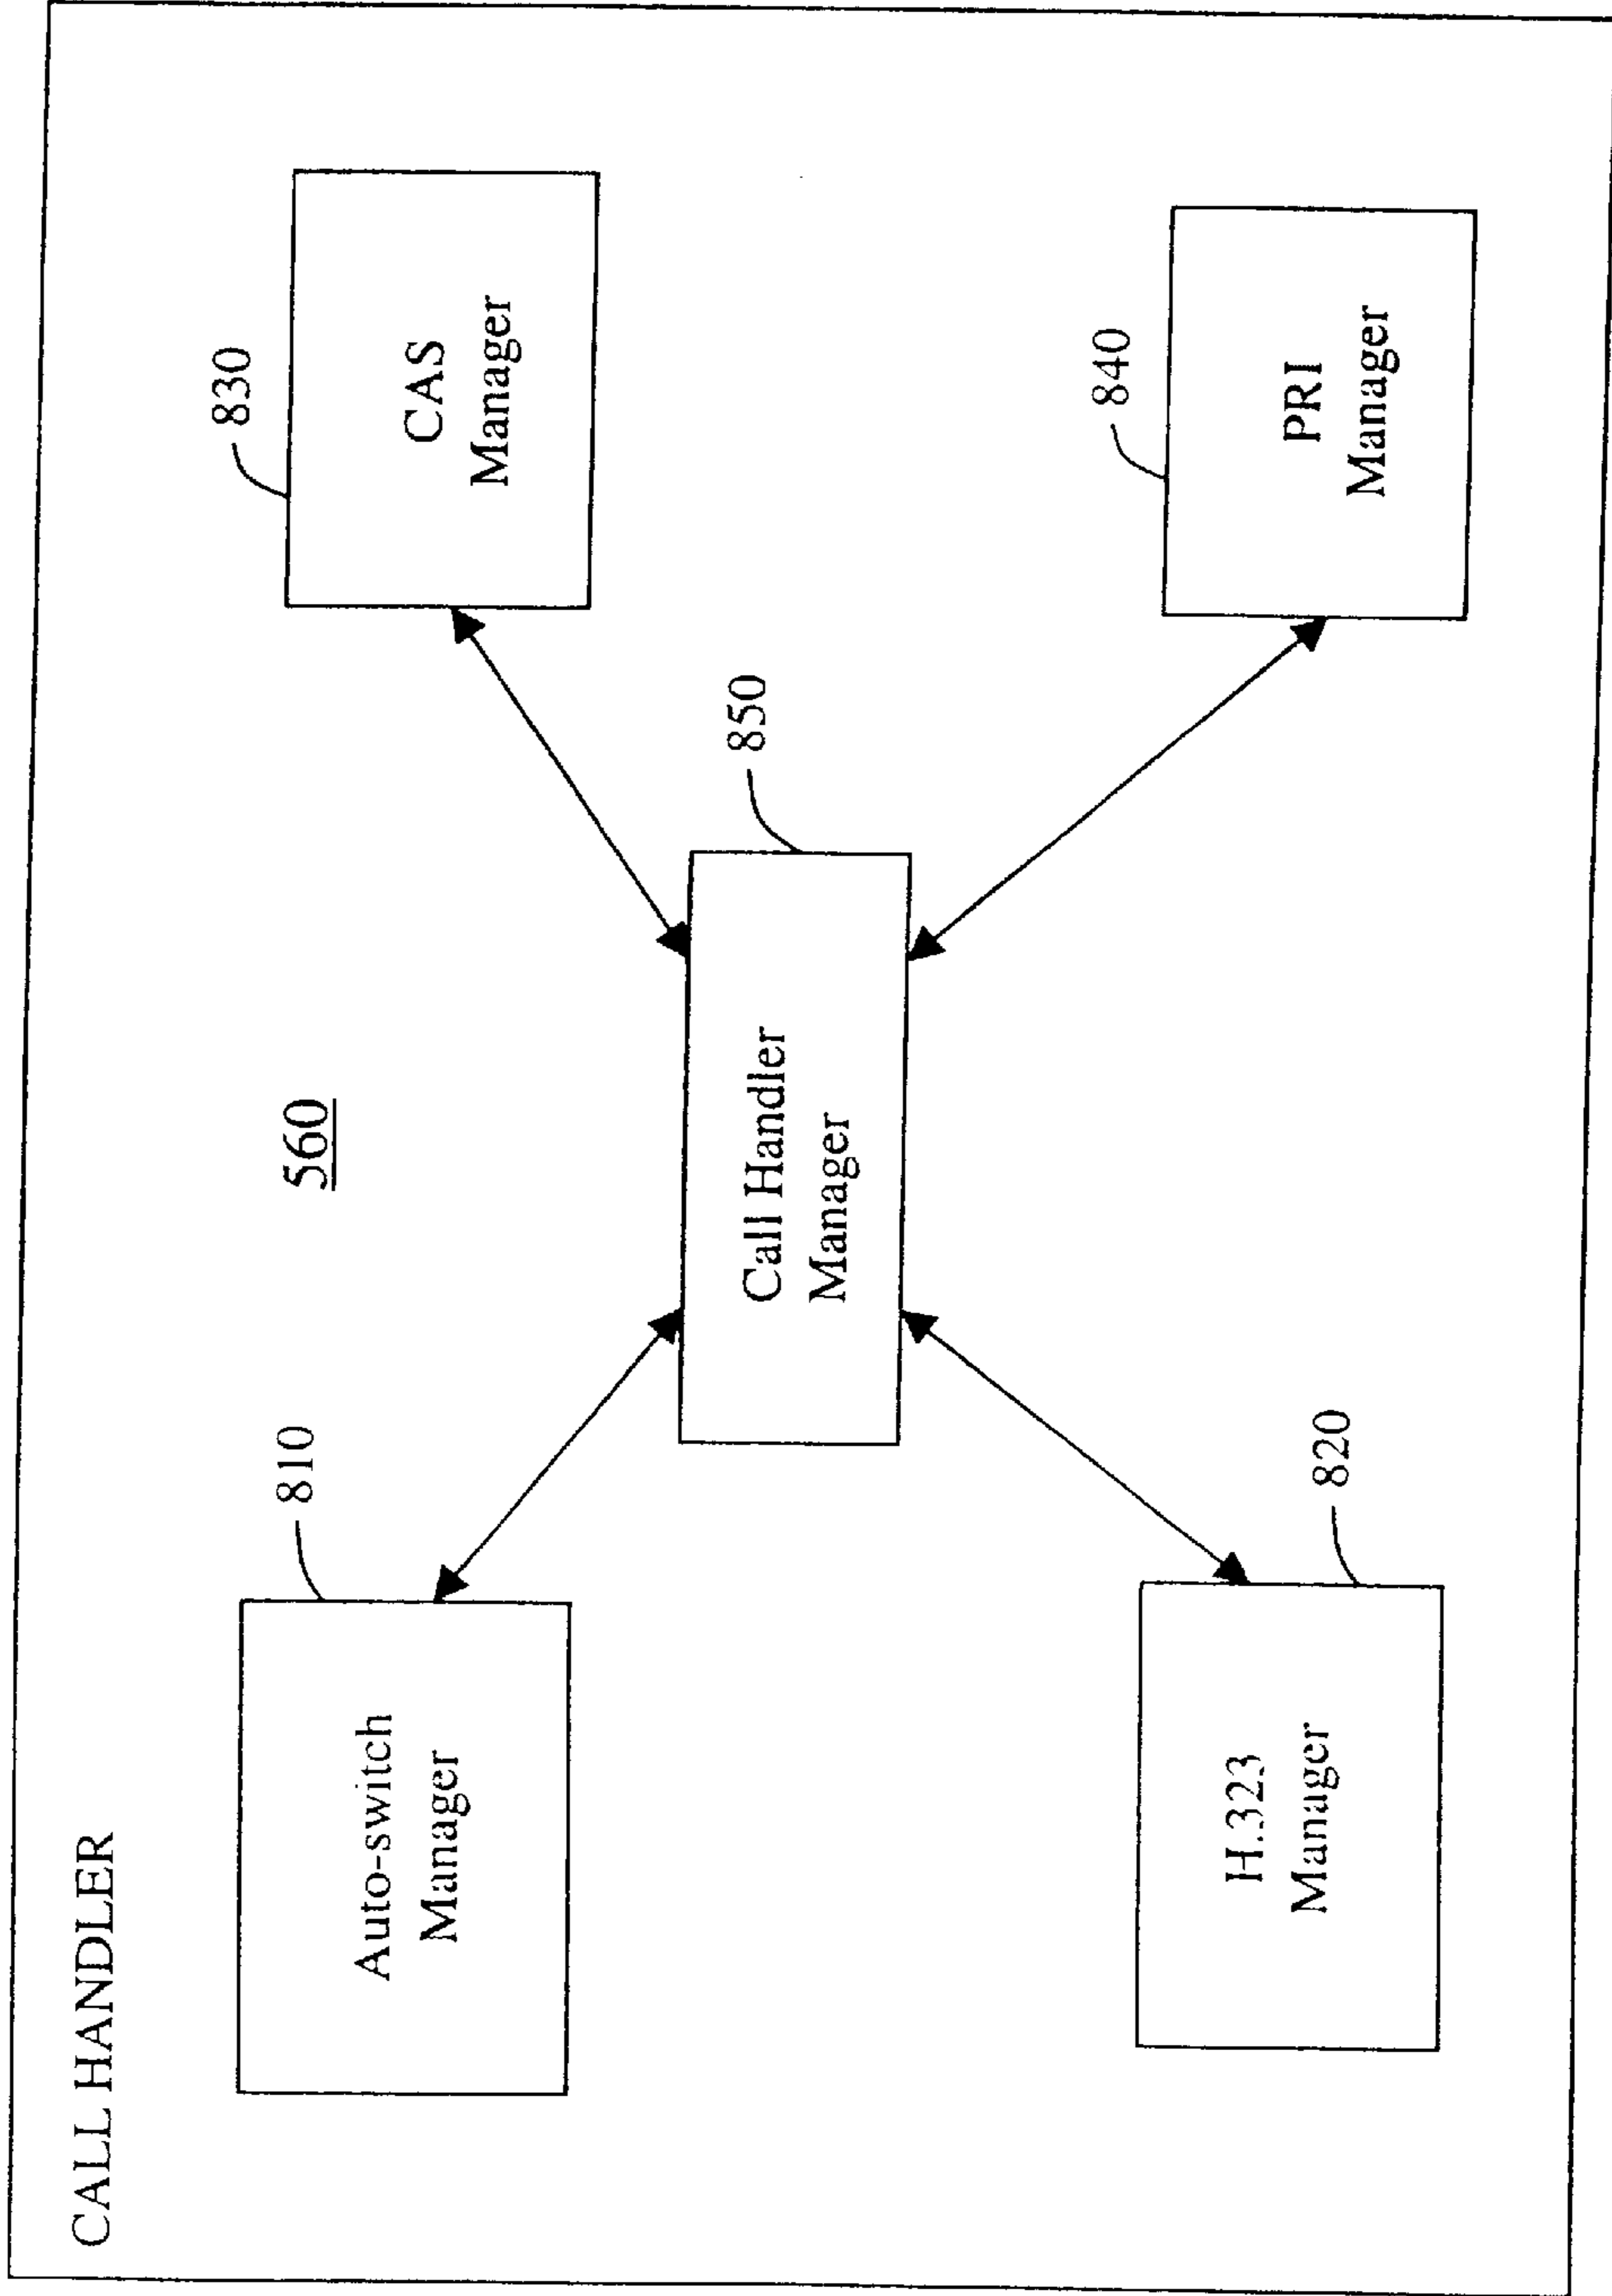 CALL HANDLER
560
810
Auto-switch
Manager
830
CAS
Manager
850
Call Handler
Manager
820
H.323
Manager
840
PRI
Manager